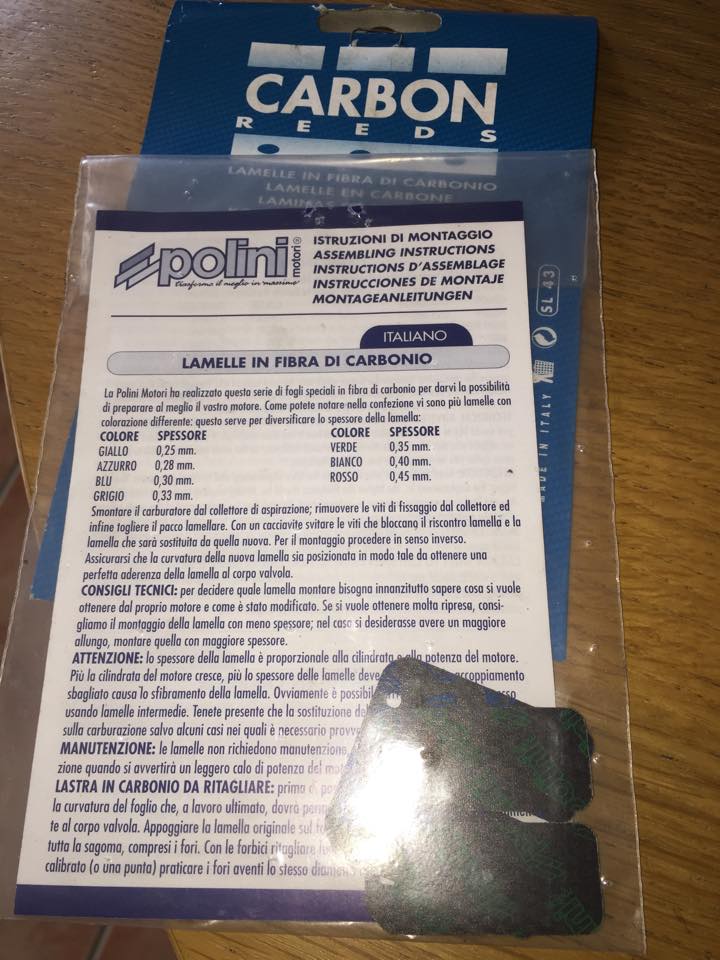 CARBON
REEDS
LAMELLE IN FIBRA DI CARBONIO
LAMELLE EN CARBONE
LAMINAS
SL 43
MADE IN ITALY
polini motori®
trasforma il meglio in massimo
ISTRUZIONI DI MONTAGGIO
ASSEMBLING INSTRUCTIONS
INSTRUCTIONS D'ASSEMBLAGE
INSTRUCCIONES DE MONTAJE
MONTAGEANLEITUNGEN
ITALIANO
LAMELLE IN FIBRA DI CARBONIO
La Polini Motori ha realizzato questa serie di fogli speciali in fibra di carbonio per darvi la possibilità
di preparare al meglio il vostro motore. Come potete notare nella confezione vi sono più lamelle con
colorazione differente: questo serve per diversificare lo spessore della lamella:
COLORE SPESSORE COLORE SPESSORE
GIALLO 0,25 mm. VERDE 0,35 mm.
AZZURRO 0,28 mm. BIANCO 0,40 mm.
BLU 0,30 mm. ROSSO 0,45 mm.
GRIGIO 0,33 mm.
Smontare il carburatore dal collettore di aspirazione; rimuovere le viti di fissaggio dal collettore ed
infine togliere il pacco lamellare. Con un cacciavite svitare le viti che bloccano il riscontro lamella e la
lamella che sarà sostituita da quella nuova. Per il montaggio procedere in senso inverso.
Assicurarsi che la curvatura della nuova lamella sia posizionata in modo tale da ottenere una
perfetta aderenza della lamella al corpo valvola.
CONSIGLI TECNICI: per decidere quale lamella montare bisogna innanzitutto sapere cosa si vuole
ottenere dal proprio motore e come è stato modificato. Se si vuole ottenere molta ripresa, consi-
gliamo il montaggio della lamella con meno spessore; nel caso si desiderasse avere un maggiore
allungo, montare quella con maggiore spessore.
ATTENZIONE: lo spessore della lamella è proporzionale alla cilindrata o alla potenza del motore.
Più la cilindrata del motore cresce, più lo spessore delle lamelle deve accoppiamento
sbagliato causa lo sfibramento della lamella. Ovviamente è possibil
usando lamelle intermedie. Tenete presente che la sostituzione de
sulla carburazione salvo alcuni casi nei quali è necessario provve
MANUTENZIONE: le lamelle non richiedono manutenzione,
zione quando si avvertirà un leggero calo di potenza del mot
LASTRA IN CARBONIO DA RITAGLIARE: prima
la curvatura del foglio che, a lavoro ultimato, dovrà
te al corpo valvola. Appoggiare la lamella originale sul
tutta la sagoma, compresi i fori. Con le forbici ritagliare
calibrato (o una punta) praticare i fori aventi lo stesso